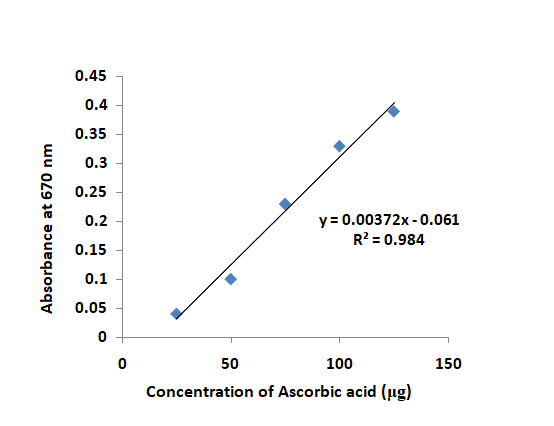 0.45
0.4
0.35
0.3
0.25
0.2
0.15
0.1
0.05
0
0 50 100 150
Absorbance at 670 nm
Concentration of Ascorbic acid (µg)
y = 0.00372x - 0.061
R² = 0.984